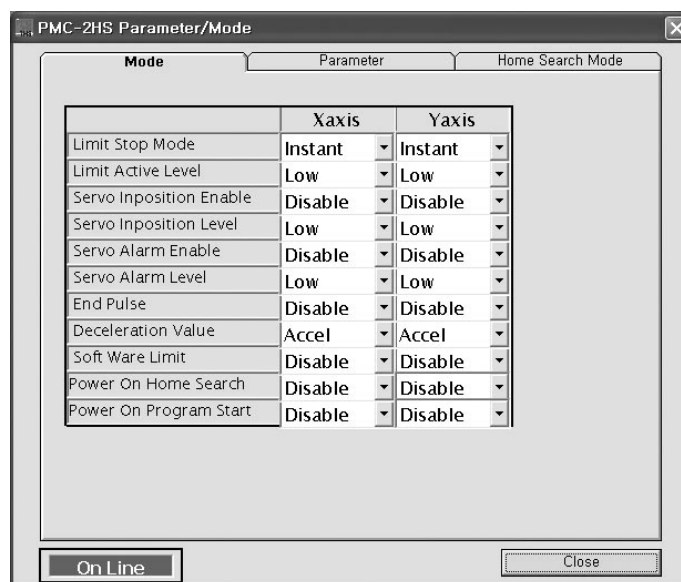 PMC-2HS Parameter/Mode
Mode Parameter Home Search Mode
Xaxis Yaxis
Limit Stop Mode Instant Instant
Limit Active Level Low Low
Servo Inposition Enable Disable Disable
Servo Inposition Level Low Low
Servo Alarm Enable Disable Disable
Servo Alarm Level Low Low
End Pulse Disable Disable
Deceleration Value Accel Accel
Soft Ware Limit Disable Disable
Power On Home Search Disable Disable
Power On Program Start Disable Disable
On Line Close